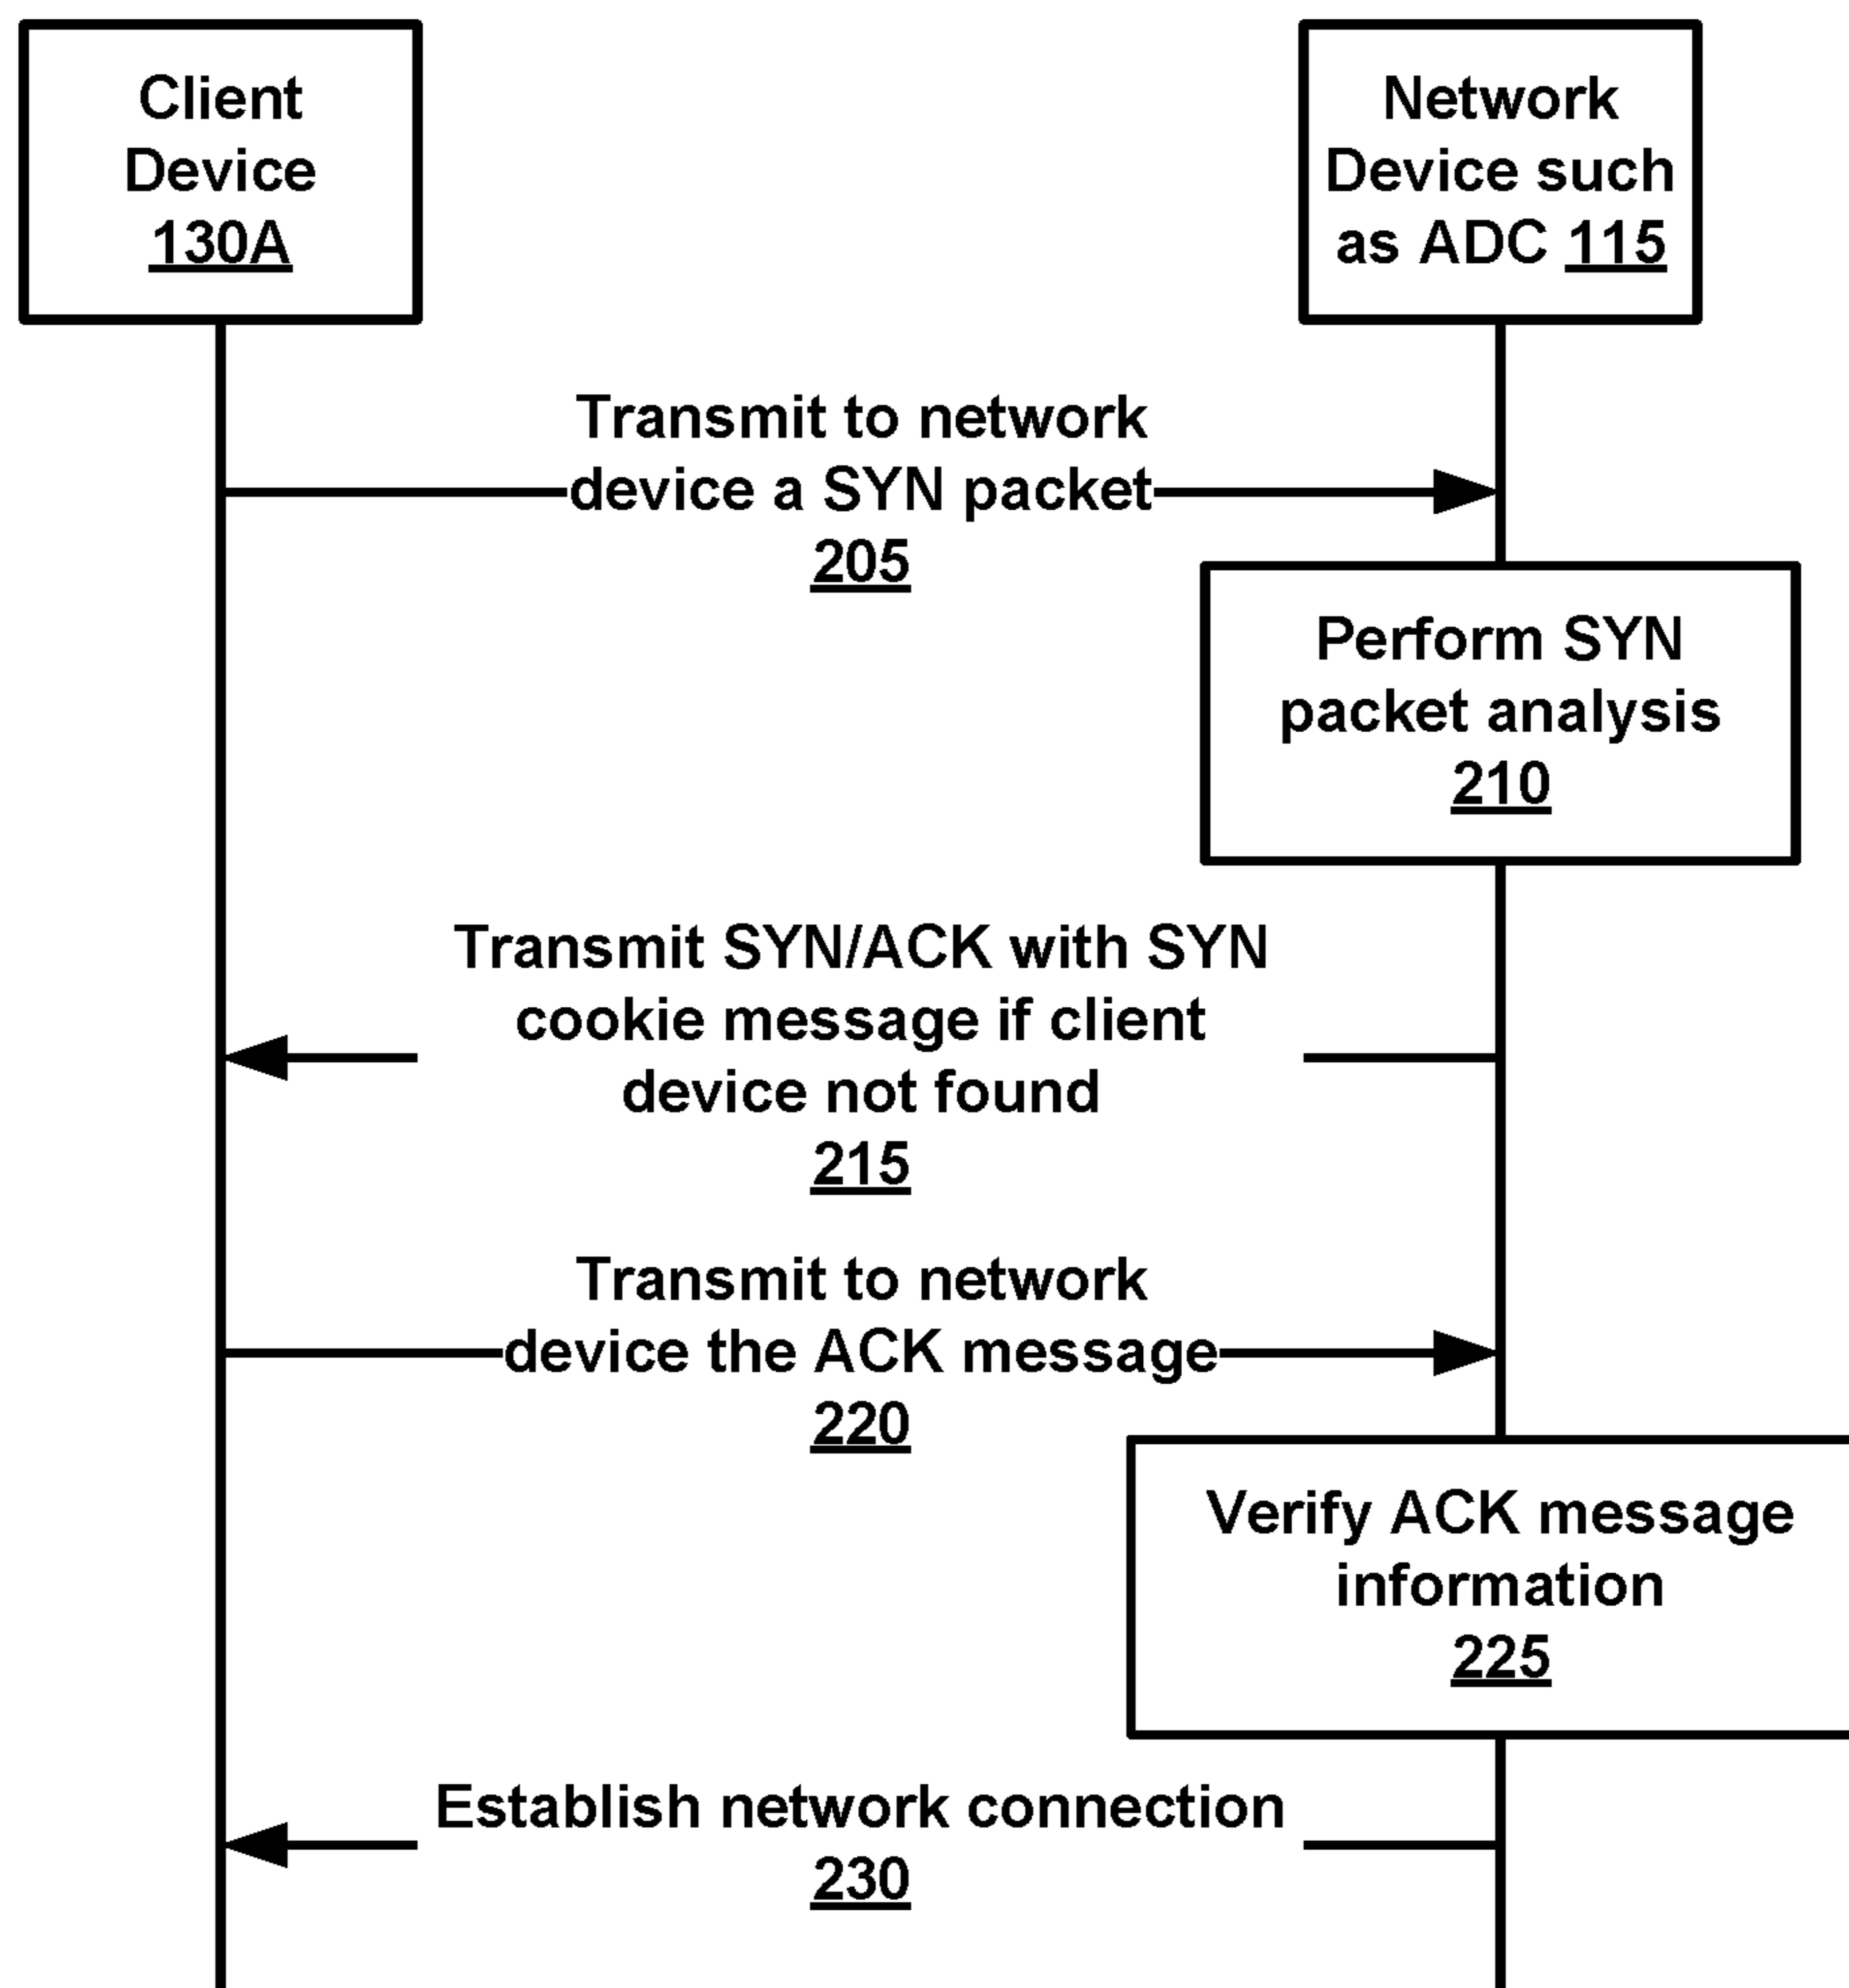 Client
Device
130A
Network
Device such
as ADC 115
Transmit to network
device a SYN packet
205
Perform SYN
packet analysis
210
Transmit SYN/ACK with SYN
cookie message if client
device not found
215
Transmit to network
device the ACK message
220
Verify ACK message
information
225
Establish network connection
230